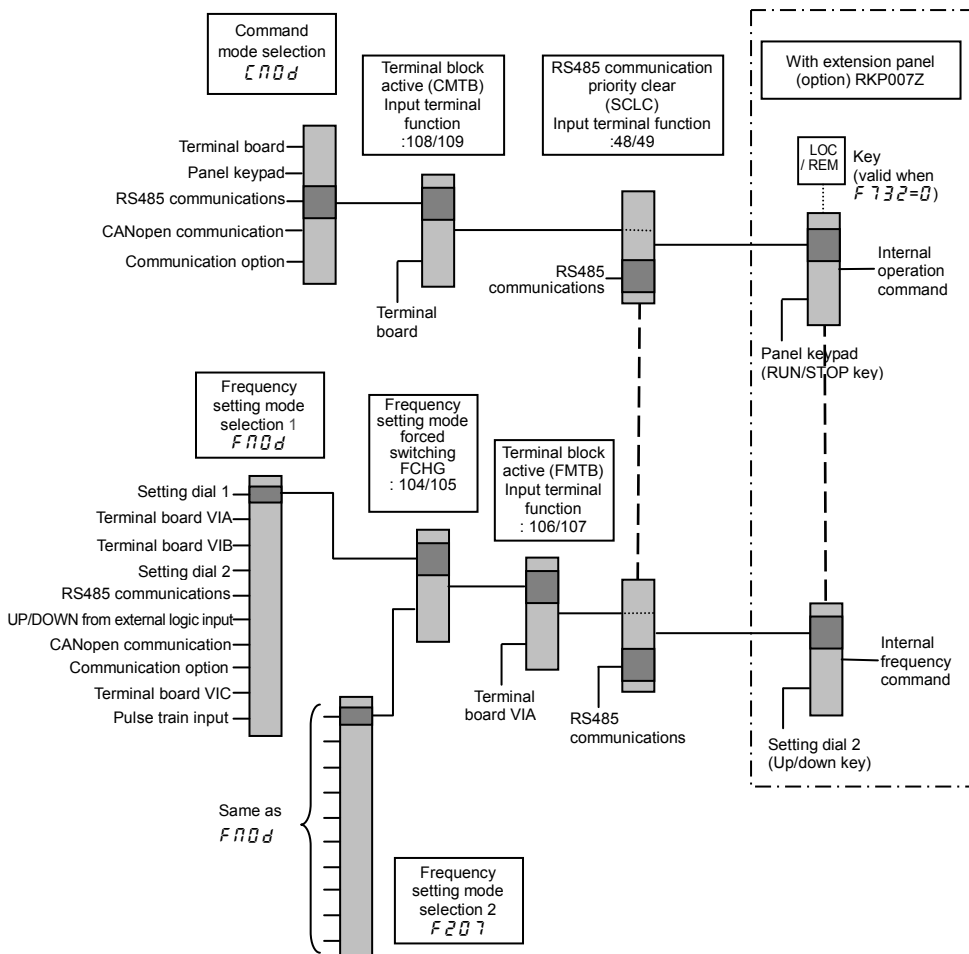 Command
mode selection
CMOd
Terminal block
active (CMTB)
Input terminal
function
:108/109
RS485 communication
priority clear
(SCLC)
Input terminal function
:48/49
With extension panel
(option) RKP007Z
LOC
/ REM
Key
(valid when
F732=0)
Terminal board
Panel keypad
RS485 communications
CANopen communication
Communication option
Terminal
board
RS485
communications
Internal
operation
command
Panel keypad
(RUN/STOP key)
Frequency
setting mode
selection 1
FMOd
Frequency
setting mode
forced
switching
FCHG
: 104/105
Terminal block
active (FMTB)
Input terminal
function
: 106/107
Setting dial 1
Terminal board VIA
Terminal board VIB
Setting dial 2
RS485 communications
UP/DOWN from external logic input
CANopen communication
Communication option
Terminal board VIC
Pulse train input
Terminal
board VIA
RS485
communications
Internal
frequency
command
Setting dial 2
(Up/down key)
Same as
FMOd
Frequency
setting mode
selection 2
F207